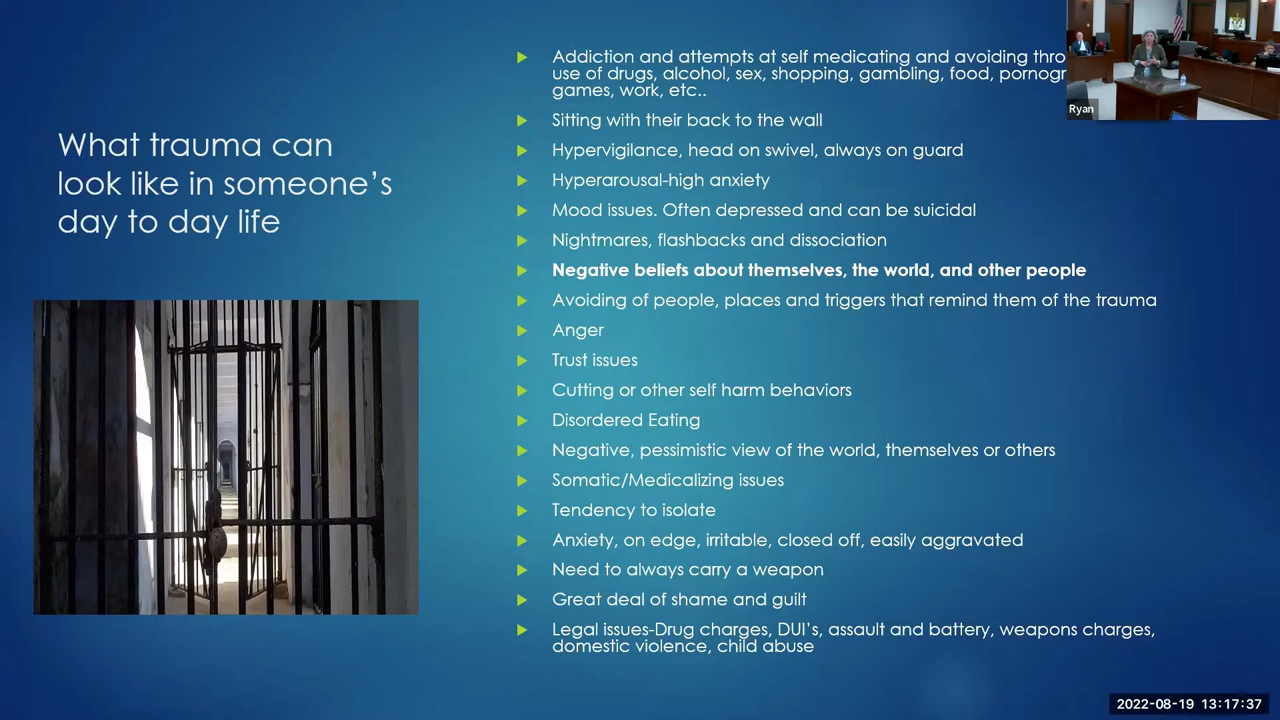 What trauma can
look like in someone's
day to day life
Addiction and attempts at self medicating and avoiding
use of drugs, alcohol, sex, shopping, gambling, food,
games, work, etc..
Sitting with their back to the wall
Hypervigilance, head on swivel, always on guard
Hyperarousal-high anxiety
Mood issues. Often depressed and can be suicidal
Nightmares, flashbacks and dissociation
Negative beliefs about themselves, the world, and other people
Avoiding of people, places and triggers that remind them of the trauma
Anger
Trust issues
Cutting or other self harm behaviors
Disordered Eating
Negative, pessimistic view of the world, themselves or others
Somatic/Medicalizing issues
Tendency to isolate
Anxiety, on edge, irritable, closed off, easily aggravated
Need to always carry a weapon
Great deal of shame and guilt
Legal issues-Drug charges, DUI's, assault and battery, weapons charges,
domestic violence, child abuse
Ryan
2022-08-19 13:17:37